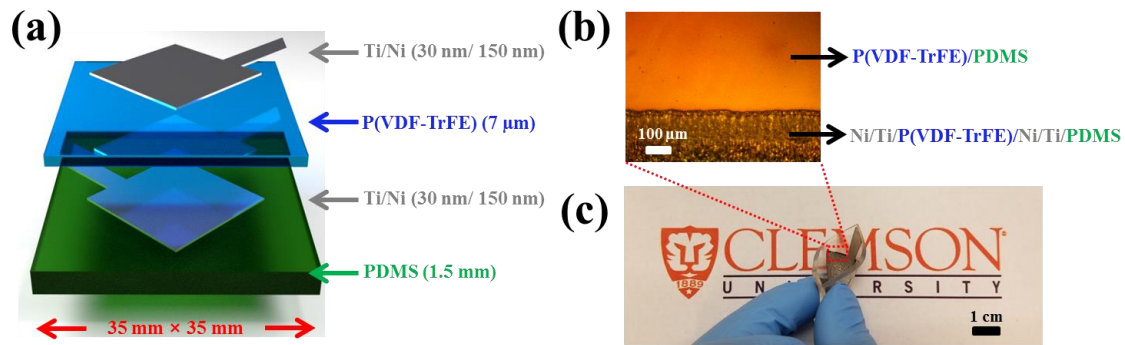 (a)
Ti/Ni (30 nm/ 150 nm)
P(VDF-TrFE) (7 μm)
Ti/Ni (30 nm/ 150 nm)
PDMS (1.5 mm)
35 mm × 35 mm
(b)
P(VDF-TrFE)/PDMS
Ni/Ti/P(VDF-TrFE)/Ni/Ti/PDMS
100 μm
(c)
CLEMSON
1889
UNI ERSITY
1 cm